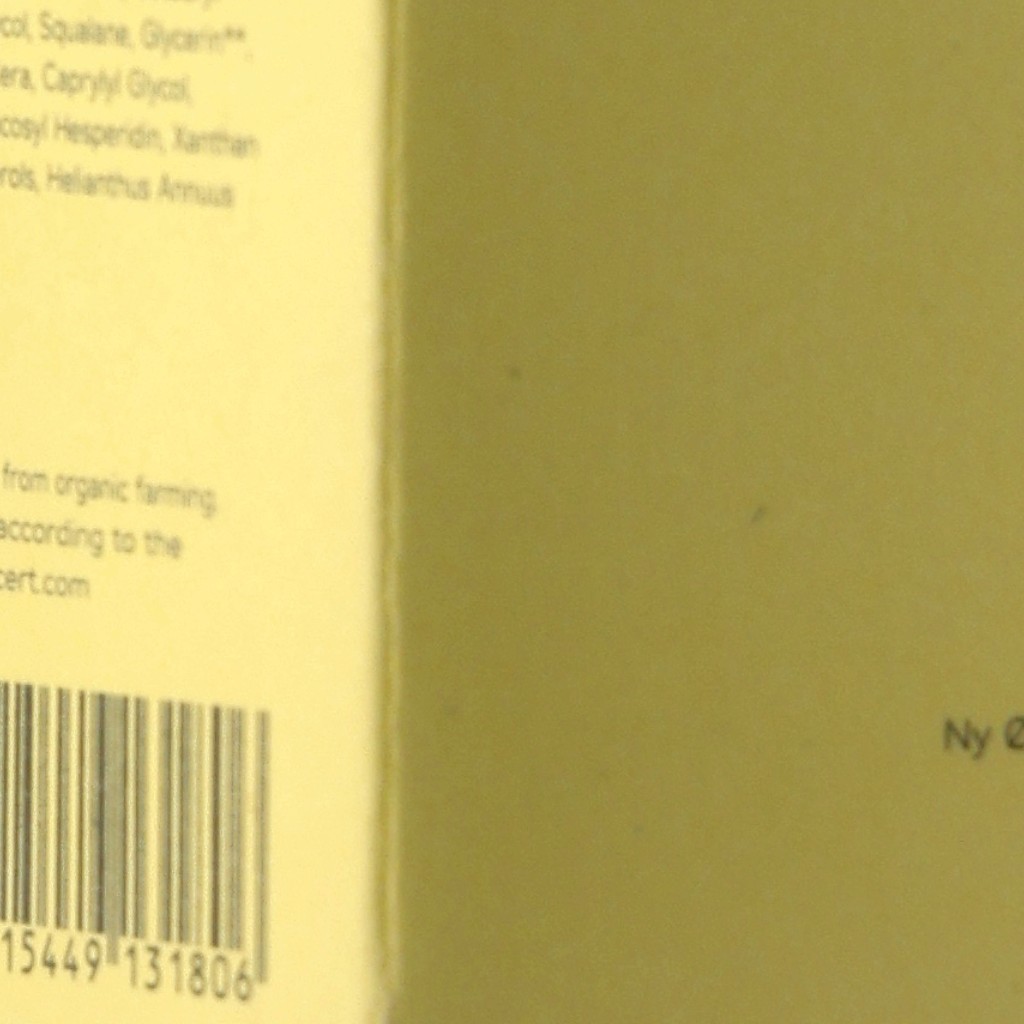 col, Squalane, Glycerin**,
era, Caprylyl Glycol,
cosyl Hesperidin, Xanthan
rols, Helianthus Annuus
from organic farming.
according to the
cert.com
15449 131806
Ny Ø